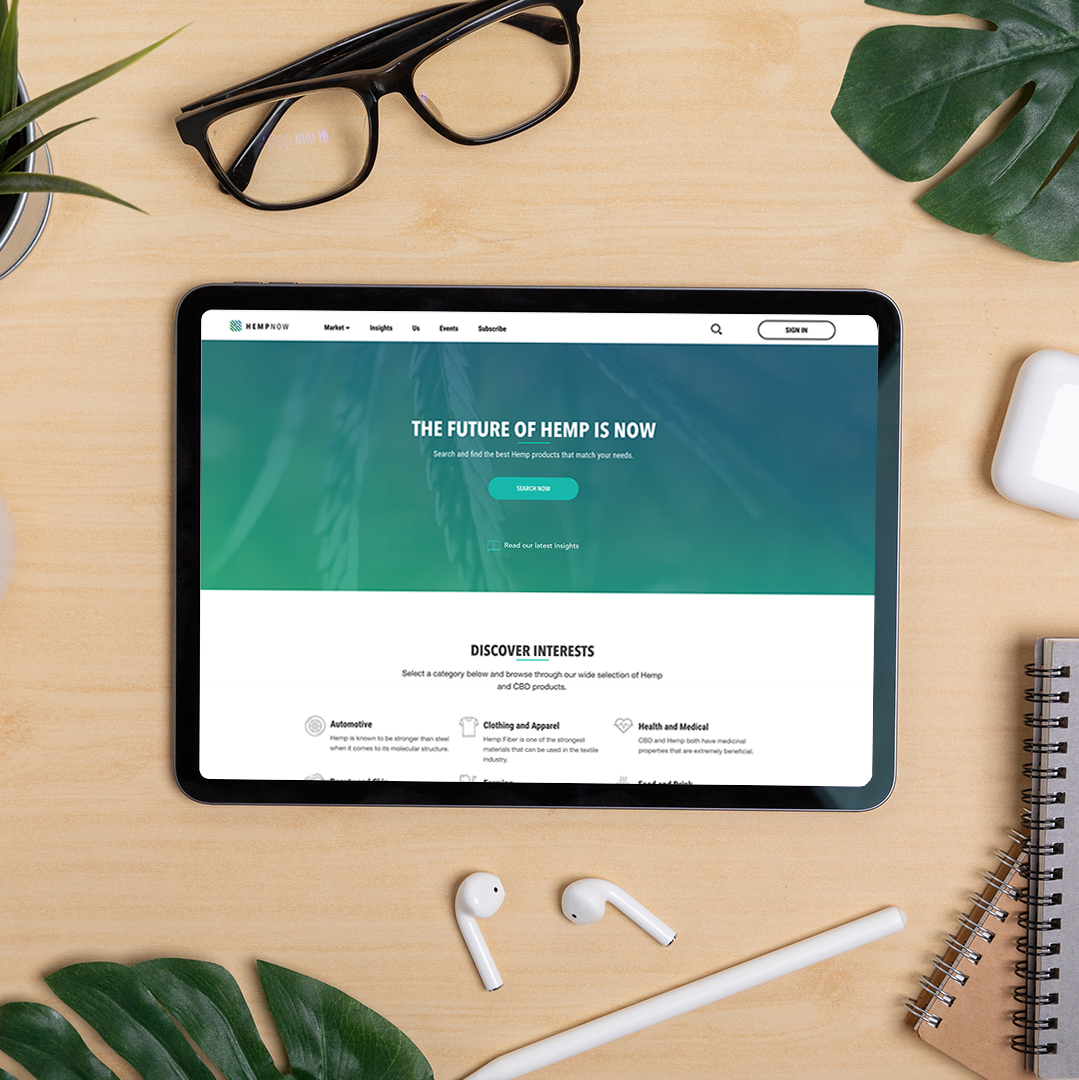 HEMPNOW
Market Insights Us Events Subscribe SIGN IN
THE FUTURE OF HEMP IS NOW
Search and find the best Hemp products that match your needs.
SEARCH NOW
Read our latest Insights
DISCOVER INTERESTS
Select a category below and browse through our wide selection of Hemp
and CBD products.
Automotive
Hemp is known to be stronger than steel
when it comes to its molecular structure.
Clothing and Apparel
Hemp Fiber is one of the strongest
materials that can be used in the textile
industry.
Health and Medical
CBD and Hemp both have medicinal
properties that are extremely beneficial.